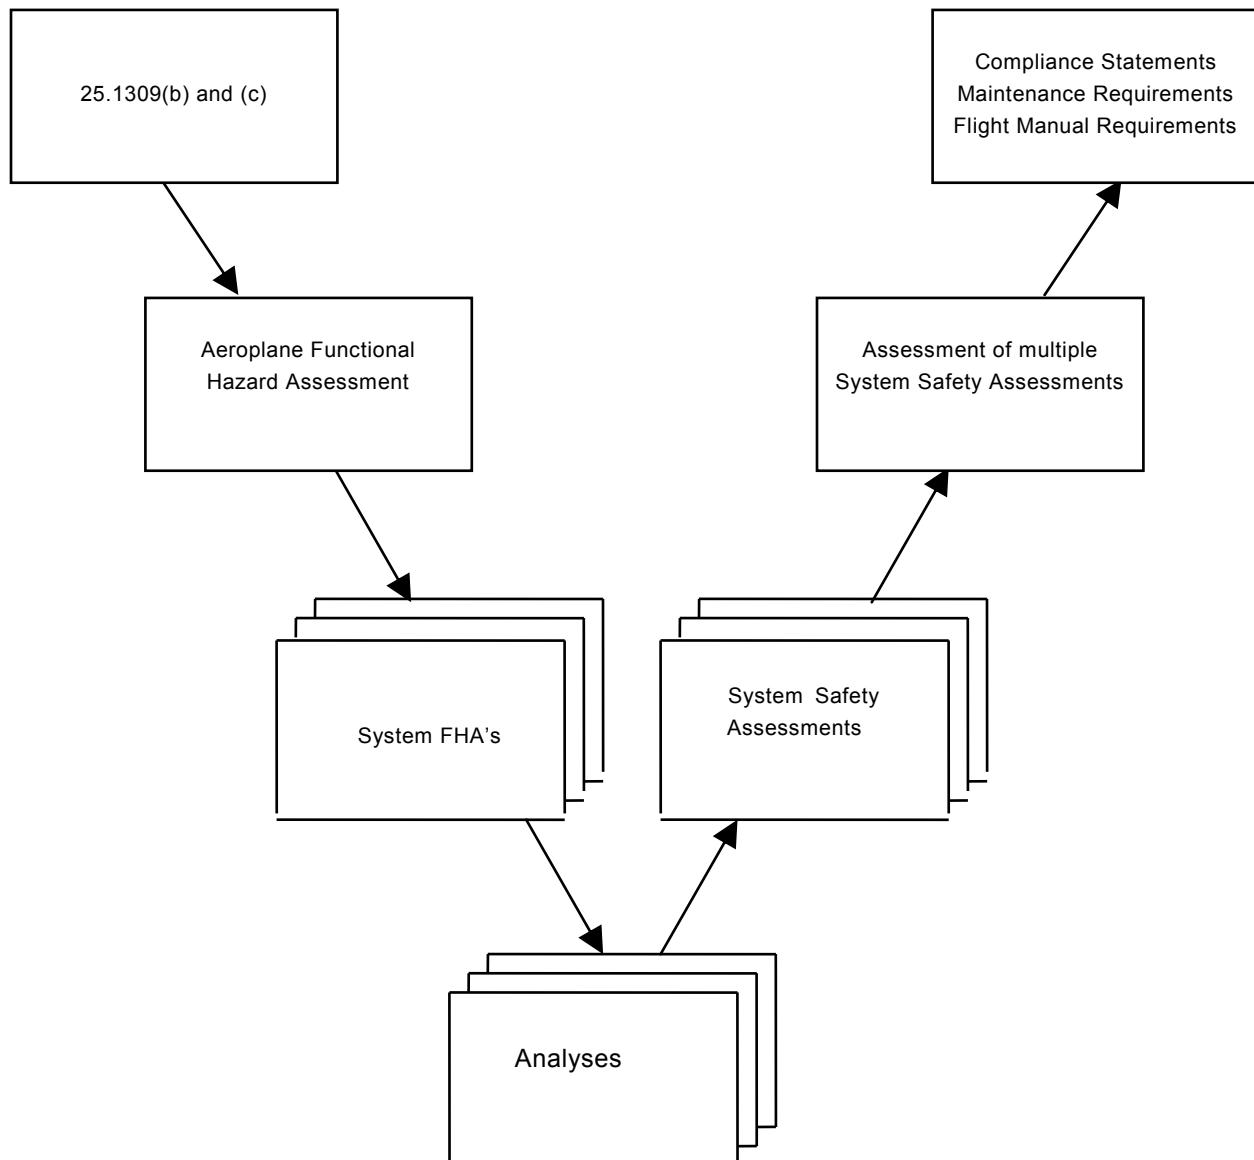 25.1309(b) and (c)
Compliance Statements
Maintenance Requirements
Flight Manual Requirements
Aeroplane Functional
Hazard Assessment
Assessment of multiple
System Safety Assessments
System FHA’s
System Safety
Assessments
Analyses